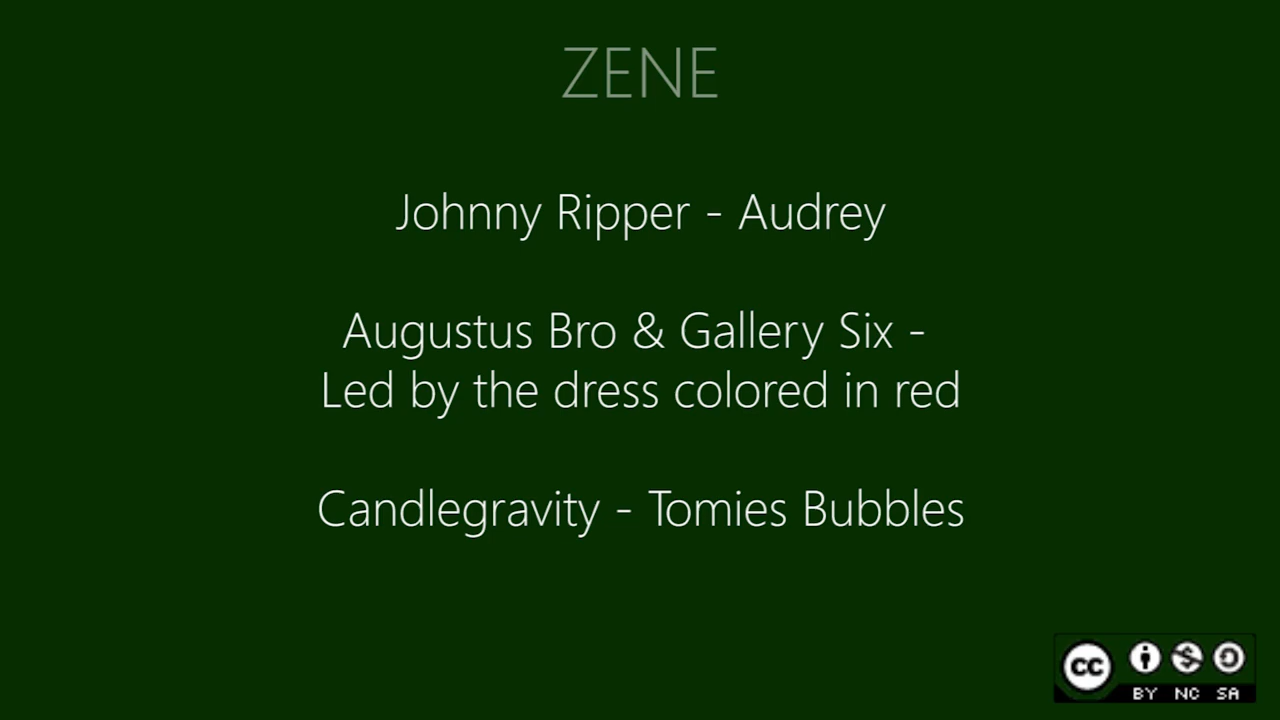 ZENE
Johnny Ripper - Audrey
Augustus Bro & Gallery Six -
Led by the dress colored in red
Candlegravity - Tomies Bubbles
cc
BY NC SA